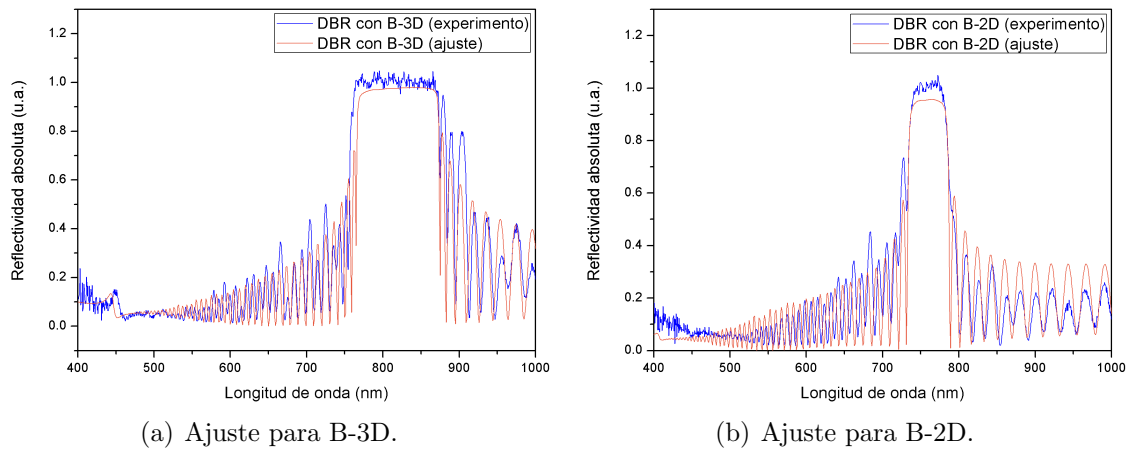 DBR con B-3D (experimento)
DBR con B-3D (ajuste)
Reflectividad absoluta (u.a.)
1.2
1.0
0.8
0.6
0.4
0.2
0.0
400 500 600 700 800 900 1000
Longitud de onda (nm)
(a) Ajuste para B-3D.
DBR con B-2D (experimento)
DBR con B-2D (ajuste)
Reflectividad absoluta (u.a.)
1.2
1.0
0.8
0.6
0.4
0.2
0.0
400 500 600 700 800 900 1000
Longitud de onda (nm)
(b) Ajuste para B-2D.